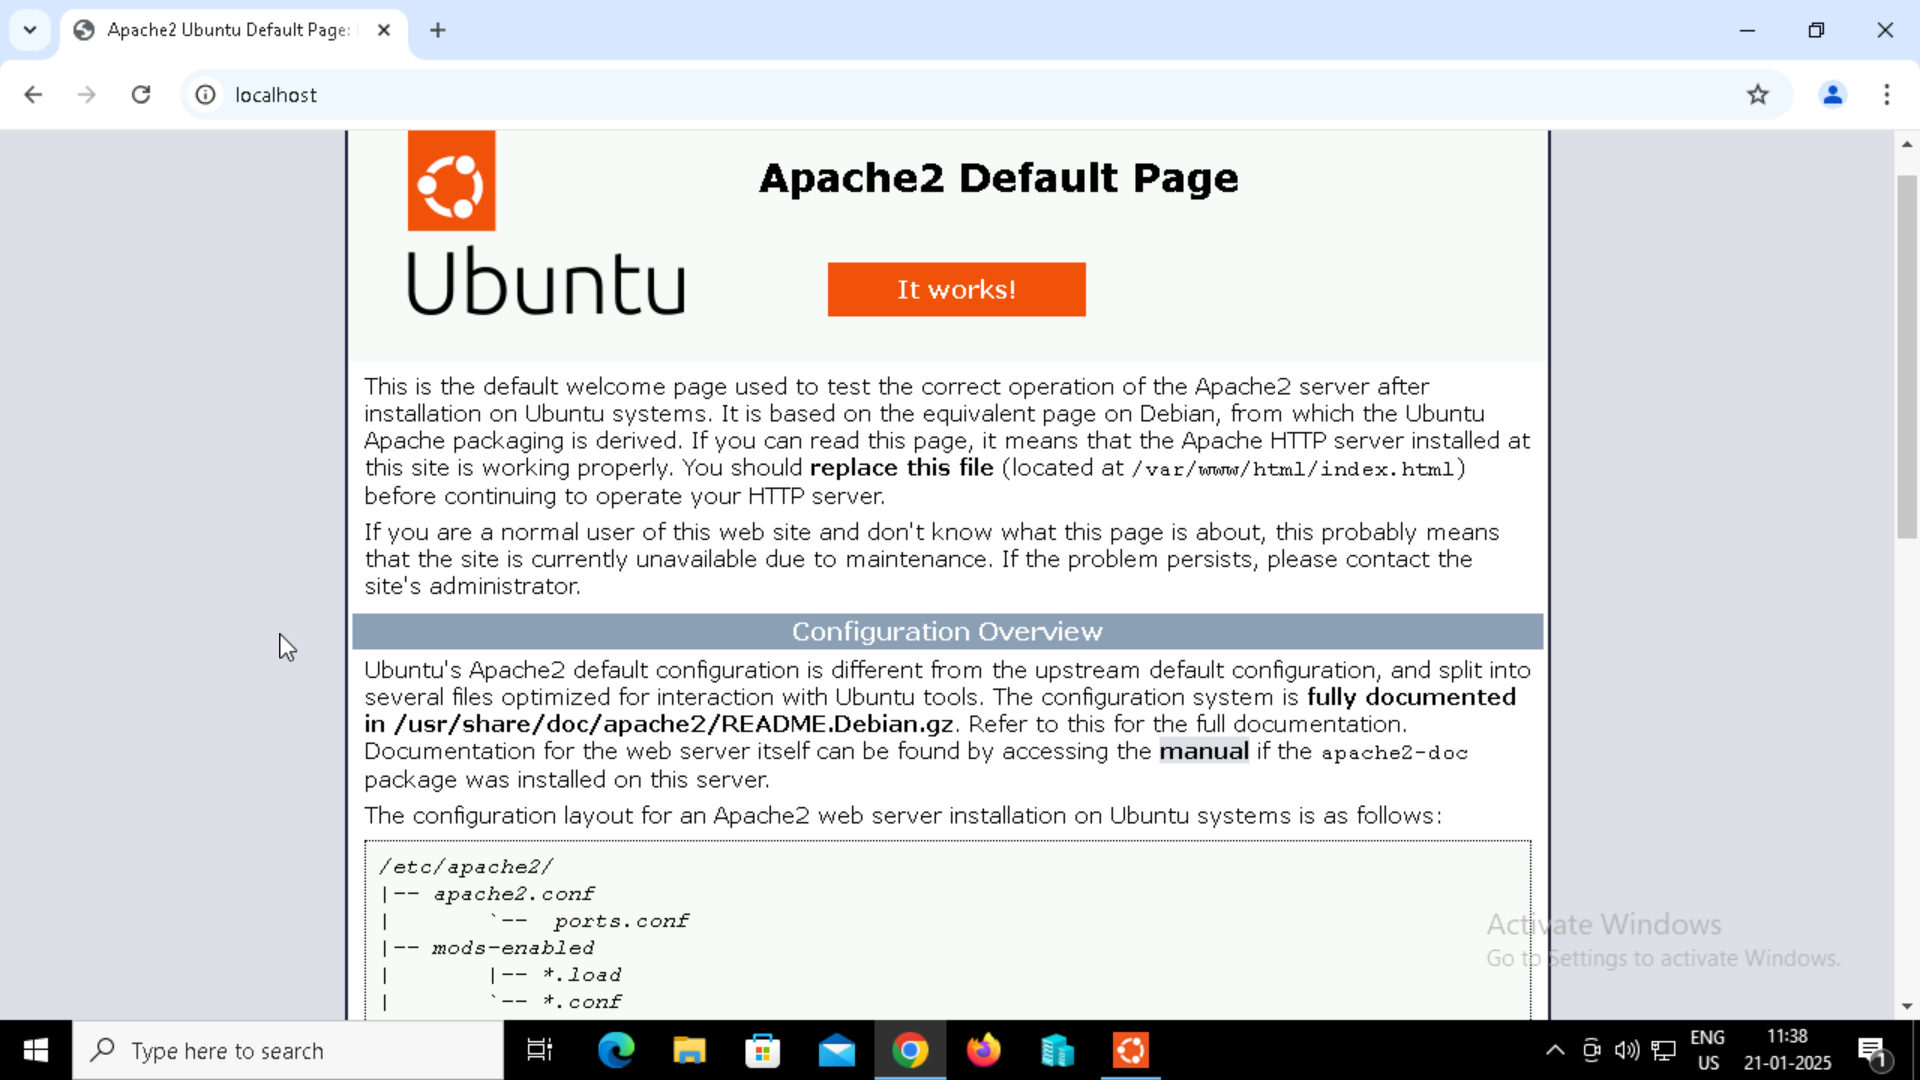 Apache2 Ubuntu Default Page:
localhost
Apache2 Default Page
Ubuntu
It works!
This is the default welcome page used to test the correct operation of the Apache2 server after
installation on Ubuntu systems. It is based on the equivalent page on Debian, from which the Ubuntu
Apache packaging is derived. If you can read this page, it means that the Apache HTTP server installed at
this site is working properly. You should replace this file (located at /var/www/html/index.html)
before continuing to operate your HTTP server.
If you are a normal user of this web site and don't know what this page is about, this probably means
that the site is currently unavailable due to maintenance. If the problem persists, please contact the
site's administrator.
Configuration Overview
Ubuntu's Apache2 default configuration is different from the upstream default configuration, and split into
several files optimized for interaction with Ubuntu tools. The configuration system is fully documented
in /usr/share/doc/apache2/README.Debian.gz. Refer to this for the full documentation.
Documentation for the web server itself can be found by accessing the manual if the apache2-doc
package was installed on this server.
The configuration layout for an Apache2 web server installation on Ubuntu systems is as follows:
/etc/apache2/
|-- apache2.conf
|       `--  ports.conf
|-- mods-enabled
|       |-- *.load
|       `-- *.conf
Activate Windows
Go to Settings to activate Windows.
Type here to search
ENG
US
11:38
21-01-2025
1